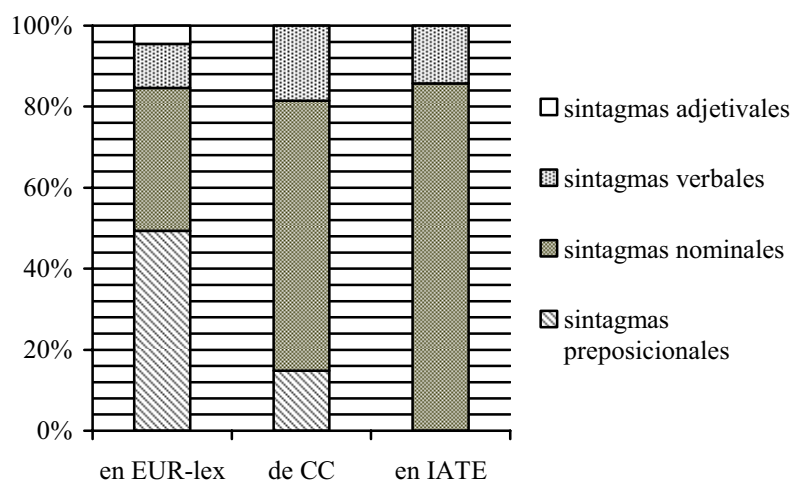 100%
80%
60%
40%
20%
0%
en EUR-lex
de CC
en IATE
sintagmas adjetivales
sintagmas verbales
sintagmas nominales
sintagmas
preposicionales